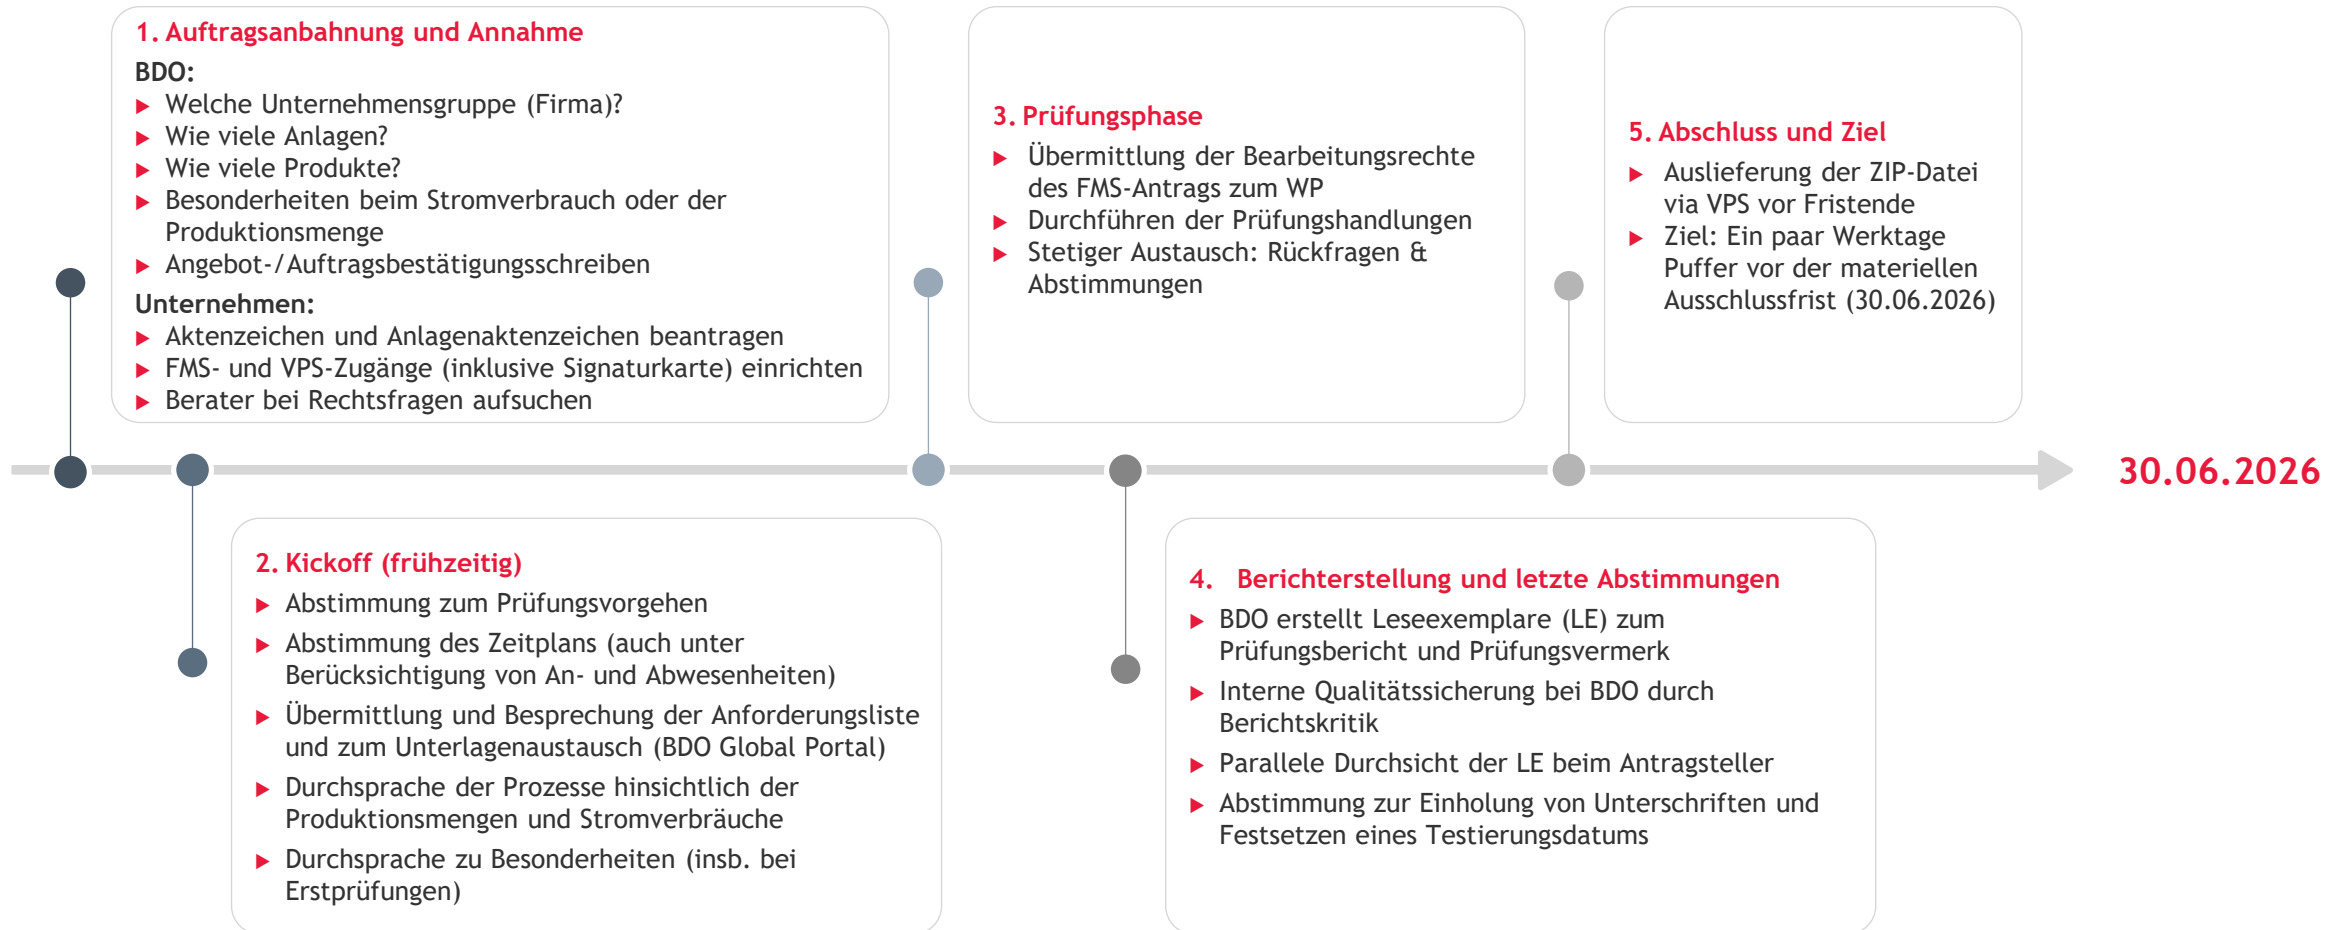 1. Auftragsanbahnung und Annahme
BDO:
▶ Welche Unternehmensgruppe (Firma)?
▶ Wie viele Anlagen?
▶ Wie viele Produkte?
▶ Besonderheiten beim Stromverbrauch oder der
Produktionsmenge
▶ Angebot-/Auftragsbestätigungsschreiben
Unternehmen:
▶ Aktenzeichen und Anlagenaktenzeichen beantragen
▶ FMS- und VPS-Zugänge (inklusive Signaturkarte) einrichten
▶ Berater bei Rechtsfragen aufsuchen
2. Kickoff (frühzeitig)
▶ Abstimmung zum Prüfungsvorgehen
▶ Abstimmung des Zeitplans (auch unter
Berücksichtigung von An- und Abwesenheiten)
▶ Übermittlung und Besprechung der Anforderungsliste
und zum Unterlagenaustausch (BDO Global Portal)
▶ Durchsprache der Prozesse hinsichtlich der
Produktionsmengen und Stromverbräuche
▶ Durchsprache zu Besonderheiten (insb. bei
Erstprüfungen)
3. Prüfungsphase
▶ Übermittlung der Bearbeitungsrechte
des FMS-Antrags zum WP
▶ Durchführen der Prüfungshandlungen
▶ Stetiger Austausch: Rückfragen &
Abstimmungen
4. Berichterstellung und letzte Abstimmungen
▶ BDO erstellt Leseexemplare (LE) zum
Prüfungsbericht und Prüfungsvermerk
▶ Interne Qualitätssicherung bei BDO durch
Berichtskritik
▶ Parallele Durchsicht der LE beim Antragsteller
▶ Abstimmung zur Einholung von Unterschriften und
Festsetzen eines Testierungsdatums
5. Abschluss und Ziel
▶ Auslieferung der ZIP-Datei
via VPS vor Fristende
▶ Ziel: Ein paar Werktage
Puffer vor der materiellen
Ausschlussfrist (30.06.2026)
30.06.2026